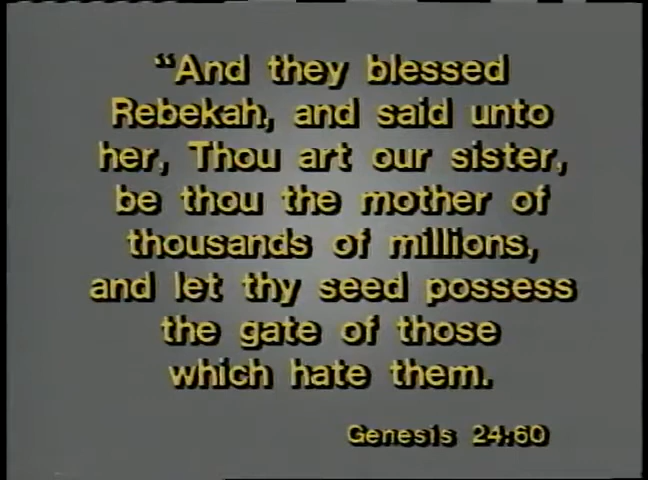 “And they blessed
Rebekah, and said unto
her, Thou art our sister,
be thou the mother of
thousands of millions,
and let thy seed possess
the gate of those
which hate them.
Genesis 24:60